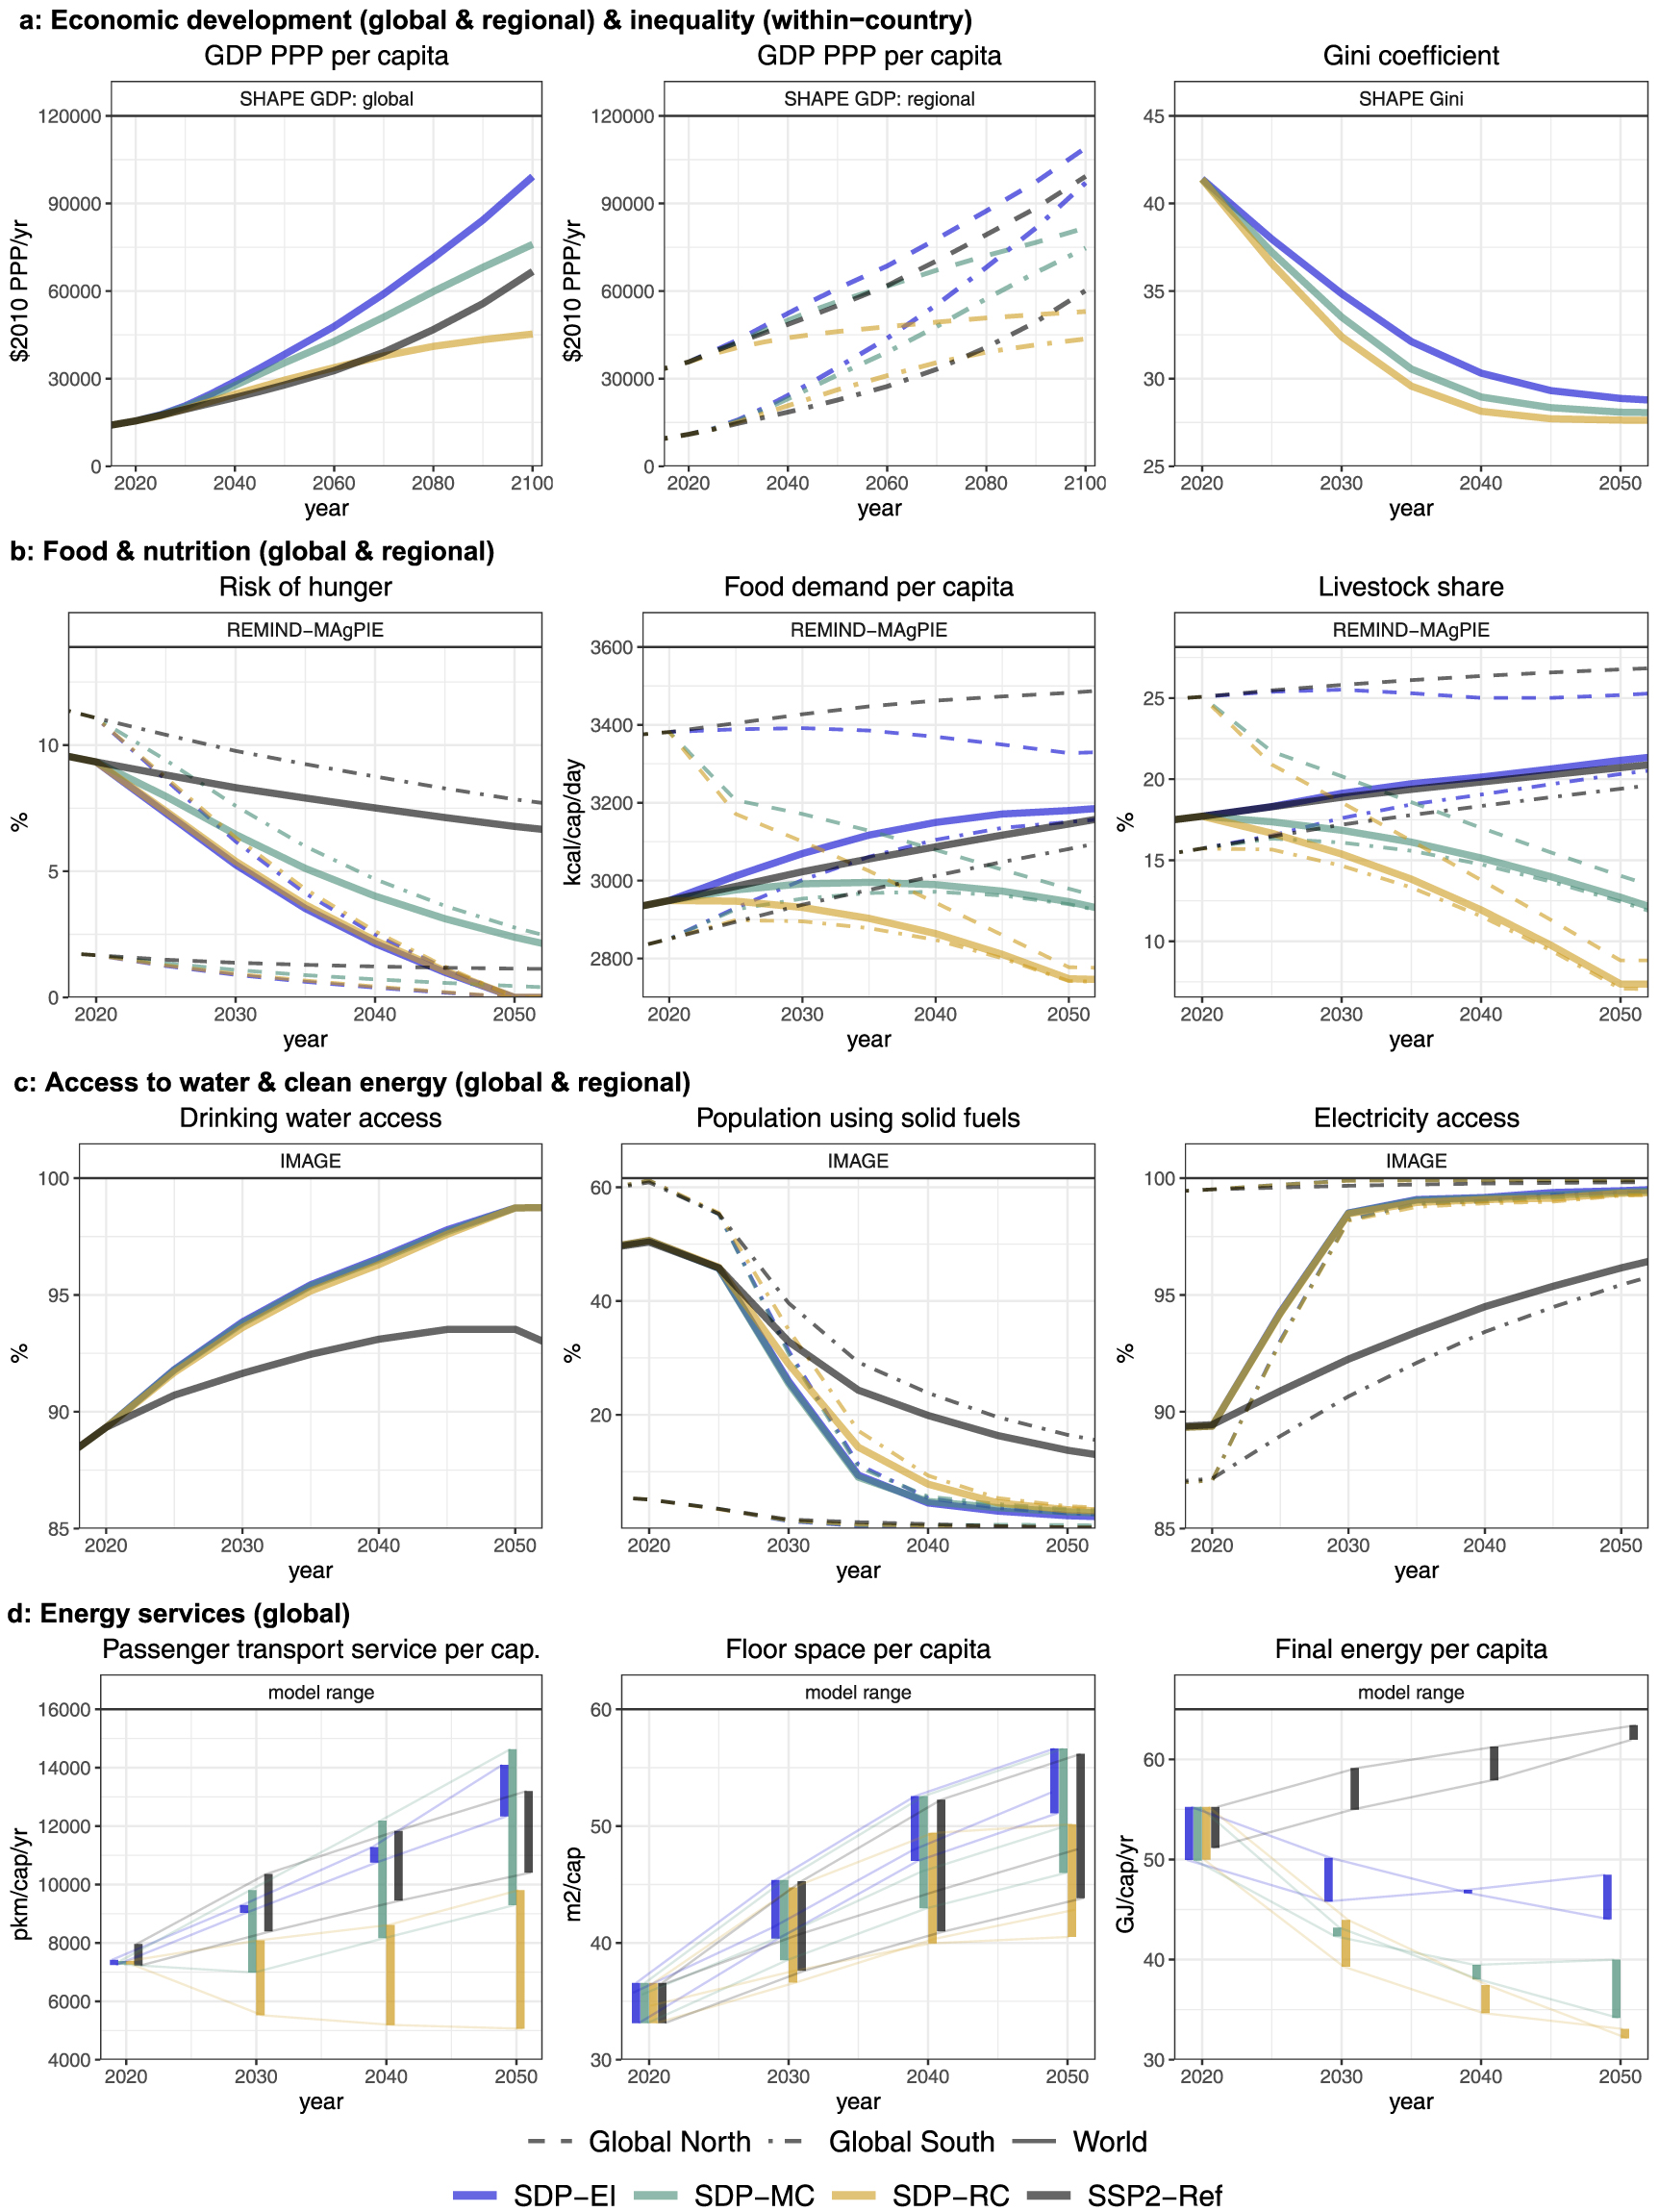 a: Economic development (global & regional) & inequality (within−country)
GDP PPP per capita
GDP PPP per capita
Gini coefficient
SHAPE GDP: global
SHAPE GDP: regional
SHAPE Gini
$2010 PPP/yr
120000
90000
60000
30000
0
2020 2040 2060 2080 2100
year
$2010 PPP/yr
120000
90000
60000
30000
0
2020 2040 2060 2080 2100
year
45
40
35
30
25
2020 2030 2040 2050
year
b: Food & nutrition (global & regional)
Risk of hunger
Food demand per capita
Livestock share
REMIND−MAgPIE
REMIND−MAgPIE
REMIND−MAgPIE
%
10
5
0
2020 2030 2040 2050
year
kcal/cap/day
3600
3400
3200
3000
2800
2020 2030 2040 2050
year
%
25
20
15
10
2020 2030 2040 2050
year
c: Access to water & clean energy (global & regional)
Drinking water access
Population using solid fuels
Electricity access
IMAGE
IMAGE
IMAGE
%
100
95
90
85
2020 2030 2040 2050
year
%
60
40
20
2020 2030 2040 2050
year
%
100
95
90
85
2020 2030 2040 2050
year
d: Energy services (global)
Passenger transport service per cap.
Floor space per capita
Final energy per capita
model range
model range
model range
pkm/cap/yr
16000
14000
12000
10000
8000
6000
4000
2020 2030 2040 2050
year
m2/cap
60
50
40
30
2020 2030 2040 2050
year
GJ/cap/yr
60
50
40
30
2020 2030 2040 2050
year
Global North Global South World
SDP−EI SDP−MC SDP−RC SSP2−Ref